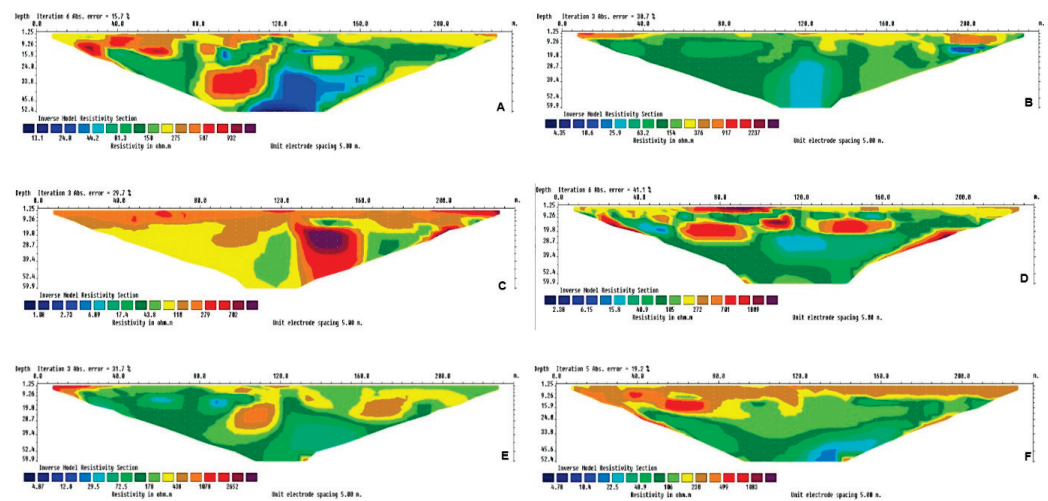 Depth Iteration 6 Abs. error = 15.7 %
0.0 40.0 80.0 120.0 160.0 200.0 m.
1.25
9.26
15.9
30.8
45.6
52.4
A
Inverse Model Resistivity Section
13.1 24.0 44.2 81.3 150 275 507 932
Resistivity in ohm.m
Unit electrode spacing 5.00 m.
Depth Iteration 3 Abs. error = 30.7 %
0.0 40.0 80.0 120.0 160.0 200.0 m.
1.25
9.26
19.8
28.7
39.4
52.4
59.9
B
Inverse Model Resistivity Section
4.35 10.6 25.9 63.2 154 376 917 2237
Resistivity in ohm.m
Unit electrode spacing 5.00 m.
Depth Iteration 3 Abs. error = 29.7 %
0.0 40.0 80.0 120.0 160.0 200.0 m.
1.25
9.26
19.8
28.7
52.4
59.9
C
Inverse Model Resistivity Section
1.08 2.73 6.89 17.4 43.8 110 279 702
Resistivity in ohm.m
Unit electrode spacing 5.00 m.
Depth Iteration 6 Abs. error = 41.1 %
0.0 40.0 80.0 120.0 160.0 200.0 m.
1.25
9.26
19.8
28.7
52.4
59.9
D
Inverse Model Resistivity Section
2.38 6.15 15.8 40.9 105 272 701 1809
Resistivity in ohm.m
Unit electrode spacing 5.00 m.
Depth Iteration 3 Abs. error = 31.7 %
0.0 40.0 80.0 120.0 160.0 200.0 m.
1.25
9.26
19.8
28.7
39.4
52.4
59.9
E
Inverse Model Resistivity Section
4.87 12.0 29.5 72.5 178 438 1078 2652
Resistivity in ohm.m
Unit electrode spacing 5.00 m.
Depth Iteration 5 Abs. error = 19.2 %
0.0 40.0 80.0 120.0 160.0 200.0 m.
1.25
9.26
15.9
24.0
45.6
52.4
F
Inverse Model Resistivity Section
4.78 10.4 22.5 48.9 106 230 499 1083
Resistivity in ohm.m
Unit electrode spacing 5.00 m.